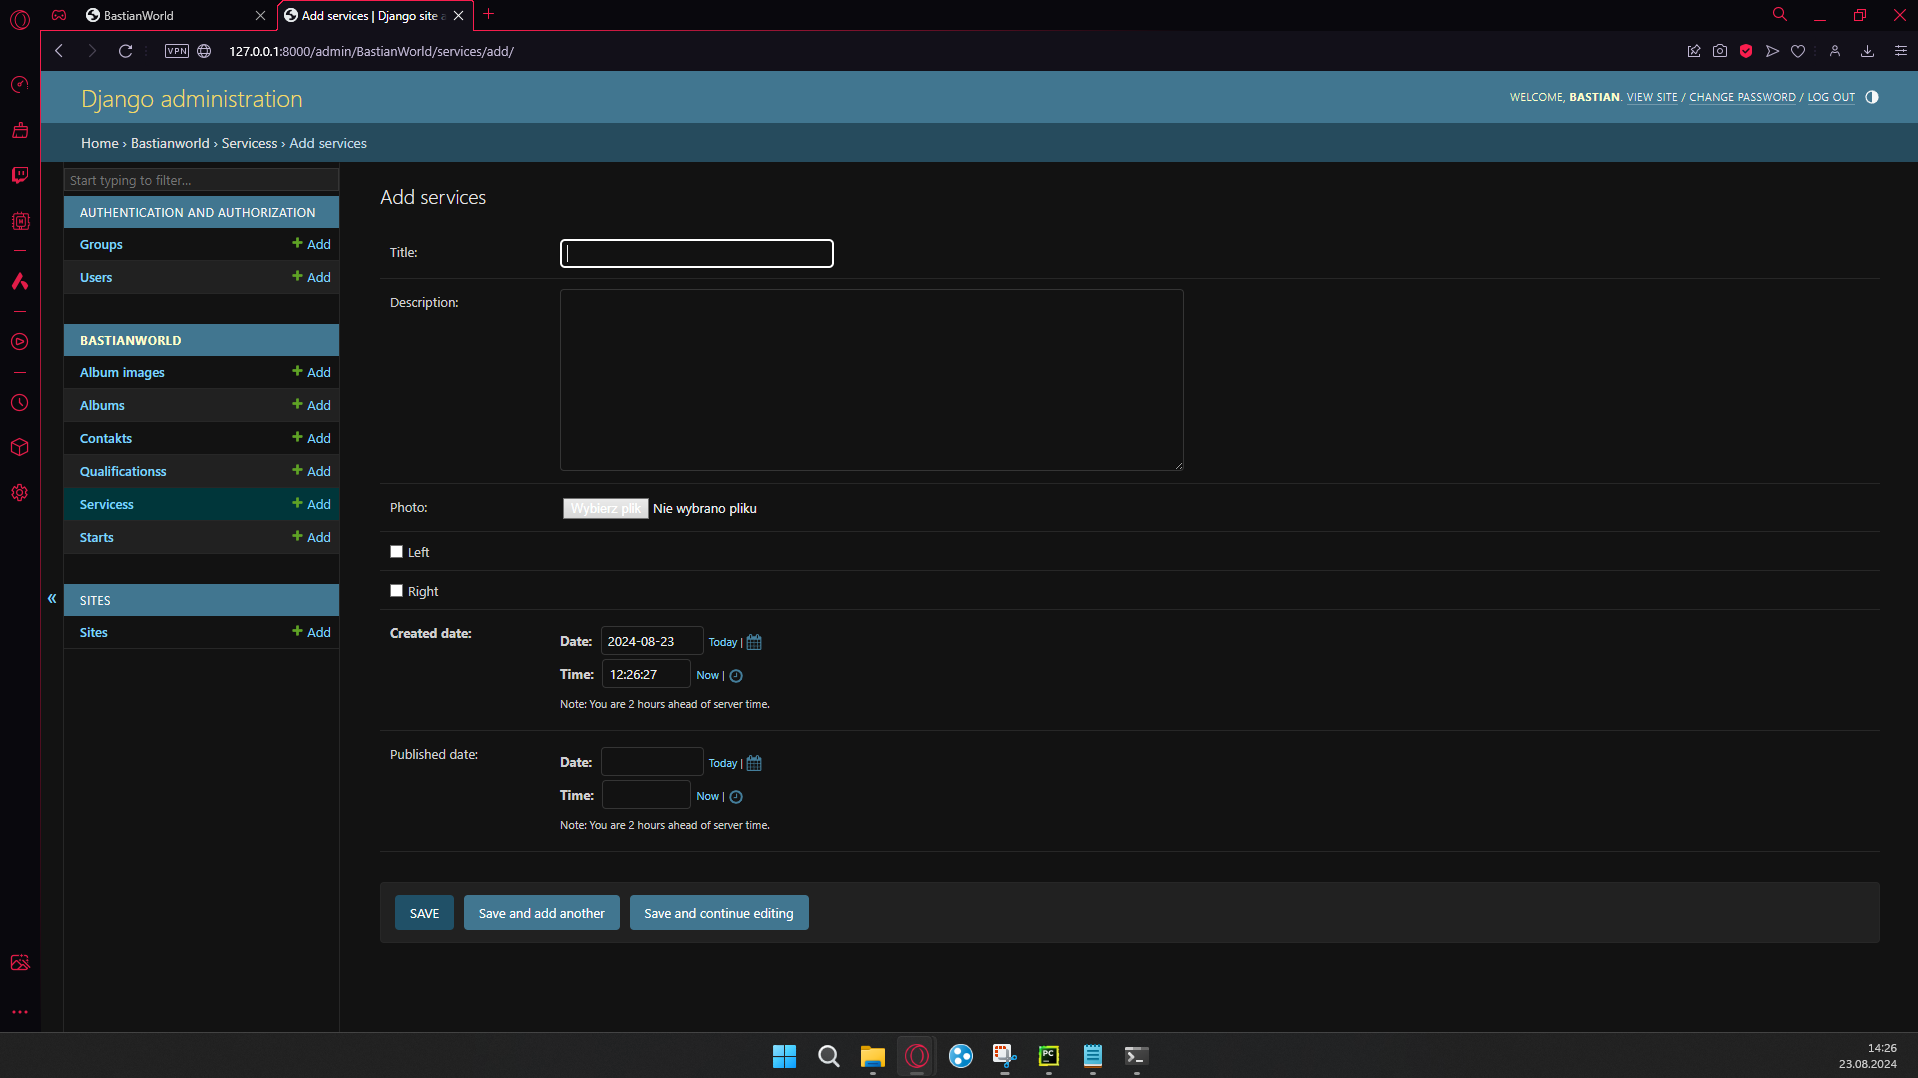 BastianWorld
Add services | Django site a
VPN
127.0.0.1:8000/admin/BastianWorld/services/add/
Django administration
WELCOME, BASTIAN. VIEW SITE / CHANGE PASSWORD / LOG OUT
Home › Bastianworld › Servicess › Add services
Start typing to filter...
AUTHENTICATION AND AUTHORIZATION
Groups Add
Users Add
BASTIANWORLD
Album images Add
Albums Add
Contakts Add
Qualificationss Add
Servicess Add
Starts Add
«
SITES
Sites Add
Add services
Title:
Description:
Photo: Wybierz plik Nie wybrano pliku
Left
Right
Created date:
Date: 2024-08-23 Today |
Time: 12:26:27 Now |
Note: You are 2 hours ahead of server time.
Published date:
Date: Today |
Time: Now |
Note: You are 2 hours ahead of server time.
SAVE Save and add another Save and continue editing
PC
14:26
23.08.2024